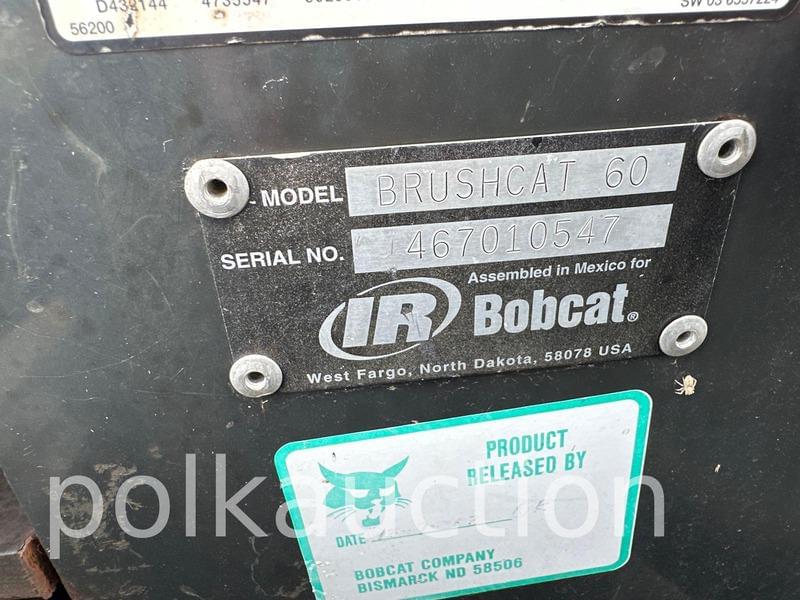 D432144 4735547
56200
MODEL BRUSHCAT 60
SERIAL NO. 467010547
Assembled in Mexico for
IR Bobcat®
West Fargo, North Dakota, 58078 USA
PRODUCT
RELEASED BY
polkauction
DATE
BOBCAT COMPANY
BISMARCK ND 58506